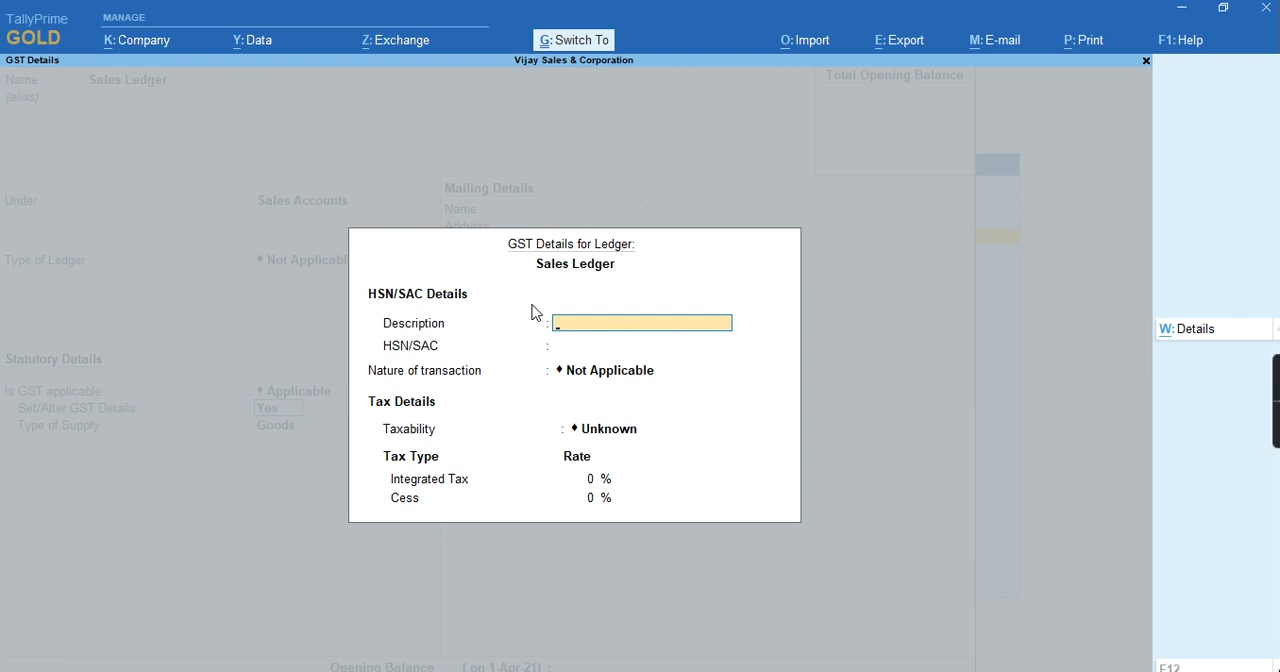 TallyPrime
GOLD
MANAGE
K: Company
Y: Data
Z: Exchange
G: Switch To
O: Import
E: Export
M: E-mail
P: Print
F1: Help
GST Details
Vijay Sales & Corporation
Name : Sales Ledger
(alias) :
Total Opening Balance
Under : Sales Accounts
Mailing Details
Name :
Address
Type of Ledger : ♦ Not Applicabl
GST Details for Ledger:
Sales Ledger
HSN/SAC Details
Description :
HSN/SAC :
Nature of transaction : ♦ Not Applicable
Tax Details
Taxability : ♦ Unknown
Tax Type Rate
Integrated Tax 0 %
Cess 0 %
W: Details
Statutory Details
Is GST applicable : ♦ Applicable
Set/Alter GST Details : Yes
Type of Supply : Goods
Opening Balance ( on 1-Apr-21) :
F12